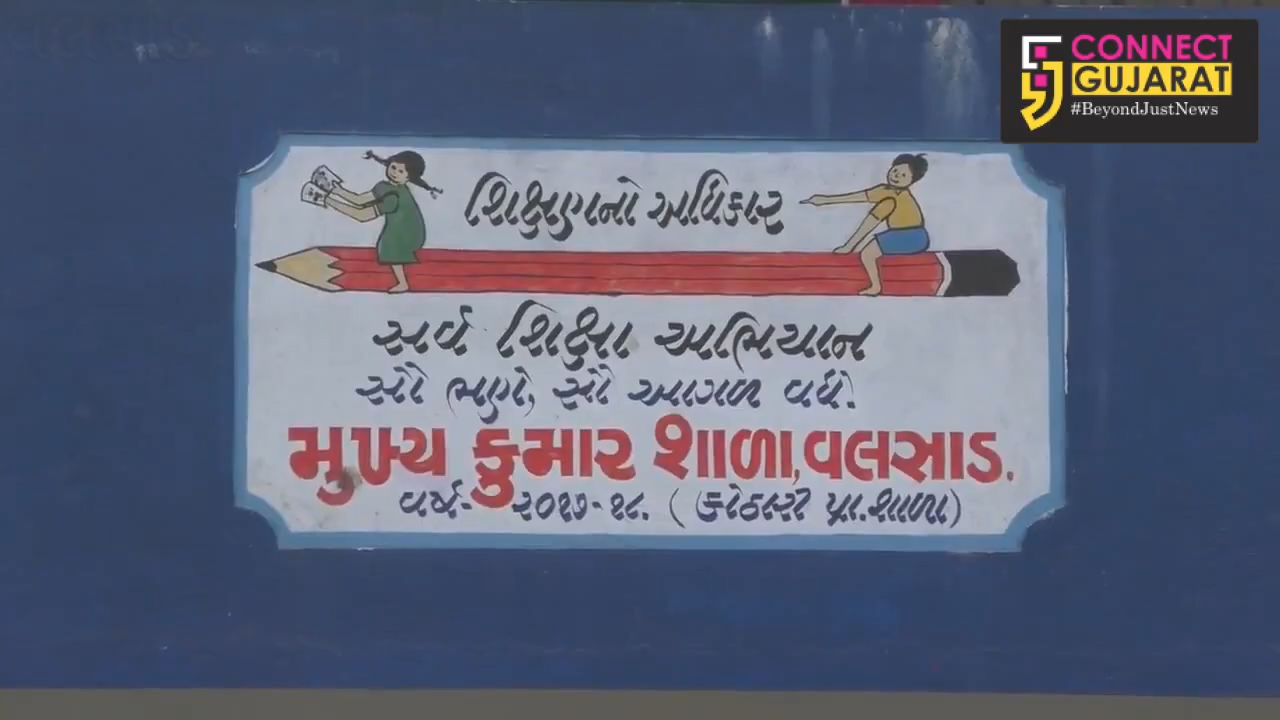 CONNECT
GUJARAT
#BeyondJustNews
શિક્ષણનો અધિકાર
સર્વ શિક્ષા અભિયાન
સૌ ભણે, સૌ આગળ વધે.
મુખ્ય કુમાર શાળા, વલસાડ.
વર્ષ- ૨૦૧૭-૧૮. (કોઠારી પ્રા.શાળા)